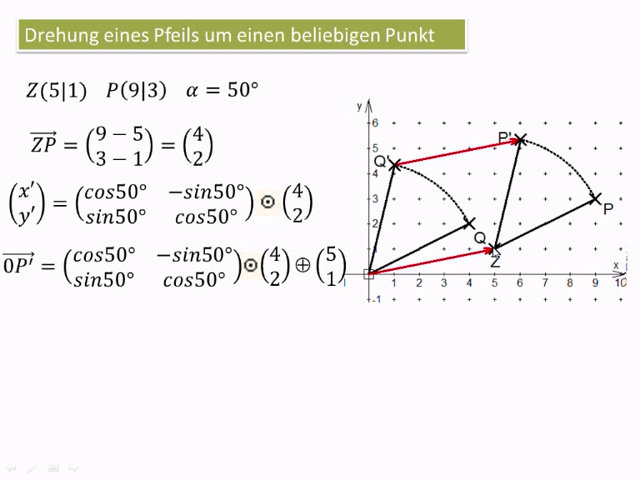 Drehung eines Pfeils um einen beliebigen Punkt
Z(5|1) P(9|3) α = 50°
ZP⃗ = (9 − 5
3 − 1) = (4
2)
(x′
y′) = (cos50° −sin50°
sin50° cos50°) ⊙ (4
2)
0P′⃗ = (cos50° −sin50°
sin50° cos50°) ⊙ (4
2) ⊕ (5
1)
y
6
5
4
3
2
1
-1
1 2 3 4 5 6 7 8 9 10
x
P'
Q'
P
Q
Z